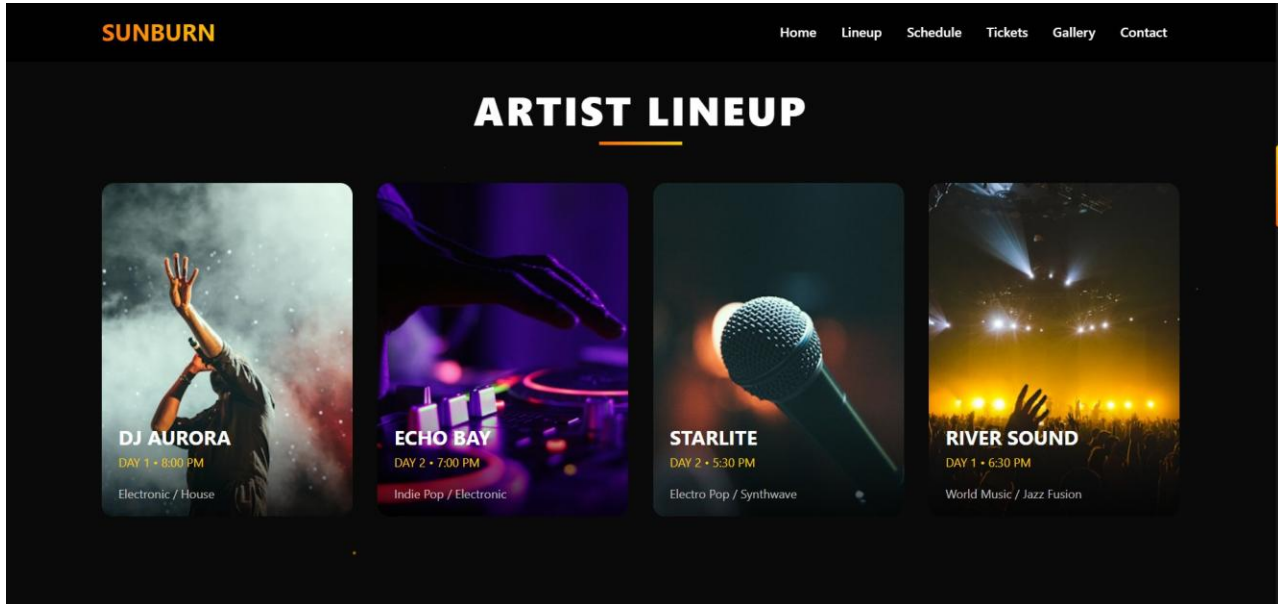 SUNBURN
Home Lineup Schedule Tickets Gallery Contact
ARTIST LINEUP
DJ AURORA
DAY 1 • 8:00 PM
Electronic / House
ECHO BAY
DAY 2 • 7:00 PM
Indie Pop / Electronic
STARLITE
DAY 2 • 5:30 PM
Electro Pop / Synthwave
RIVER SOUND
DAY 1 • 6:30 PM
World Music / Jazz Fusion